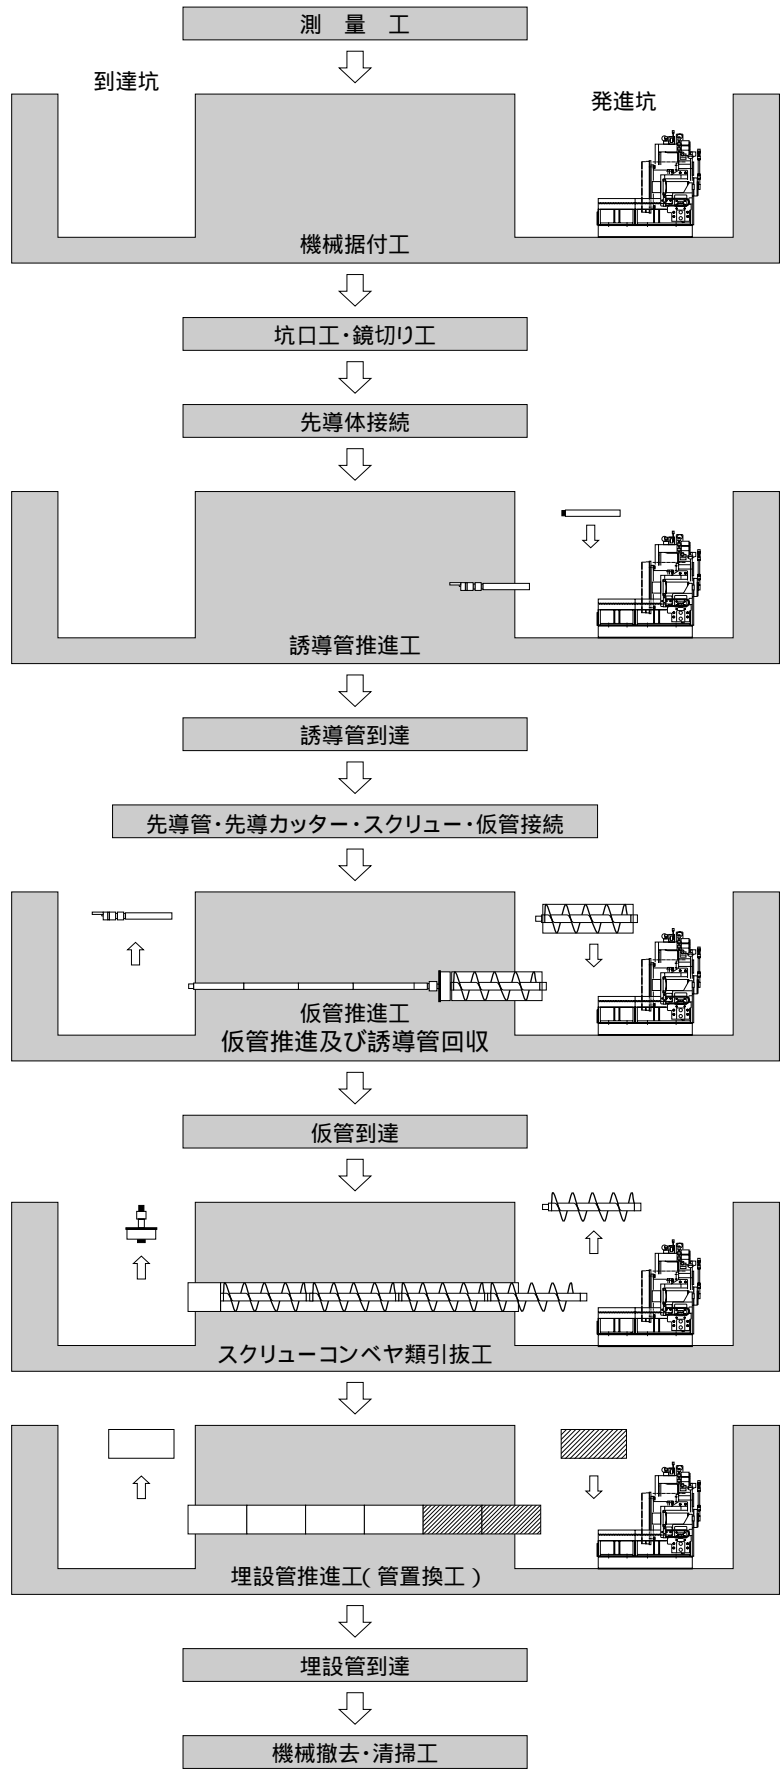 測 量 工
到達坑
発進坑
機械据付工
坑口工・鏡切り工
先導体接続
誘導管推進工
誘導管到達
先導管・先導カッター・スクリュー・仮管接続
仮管推進工
仮管推進及び誘導管回収
仮管到達
スクリューコンベヤ類引抜工
埋設管推進工(管置換工)
埋設管到達
機械撤去・清掃工